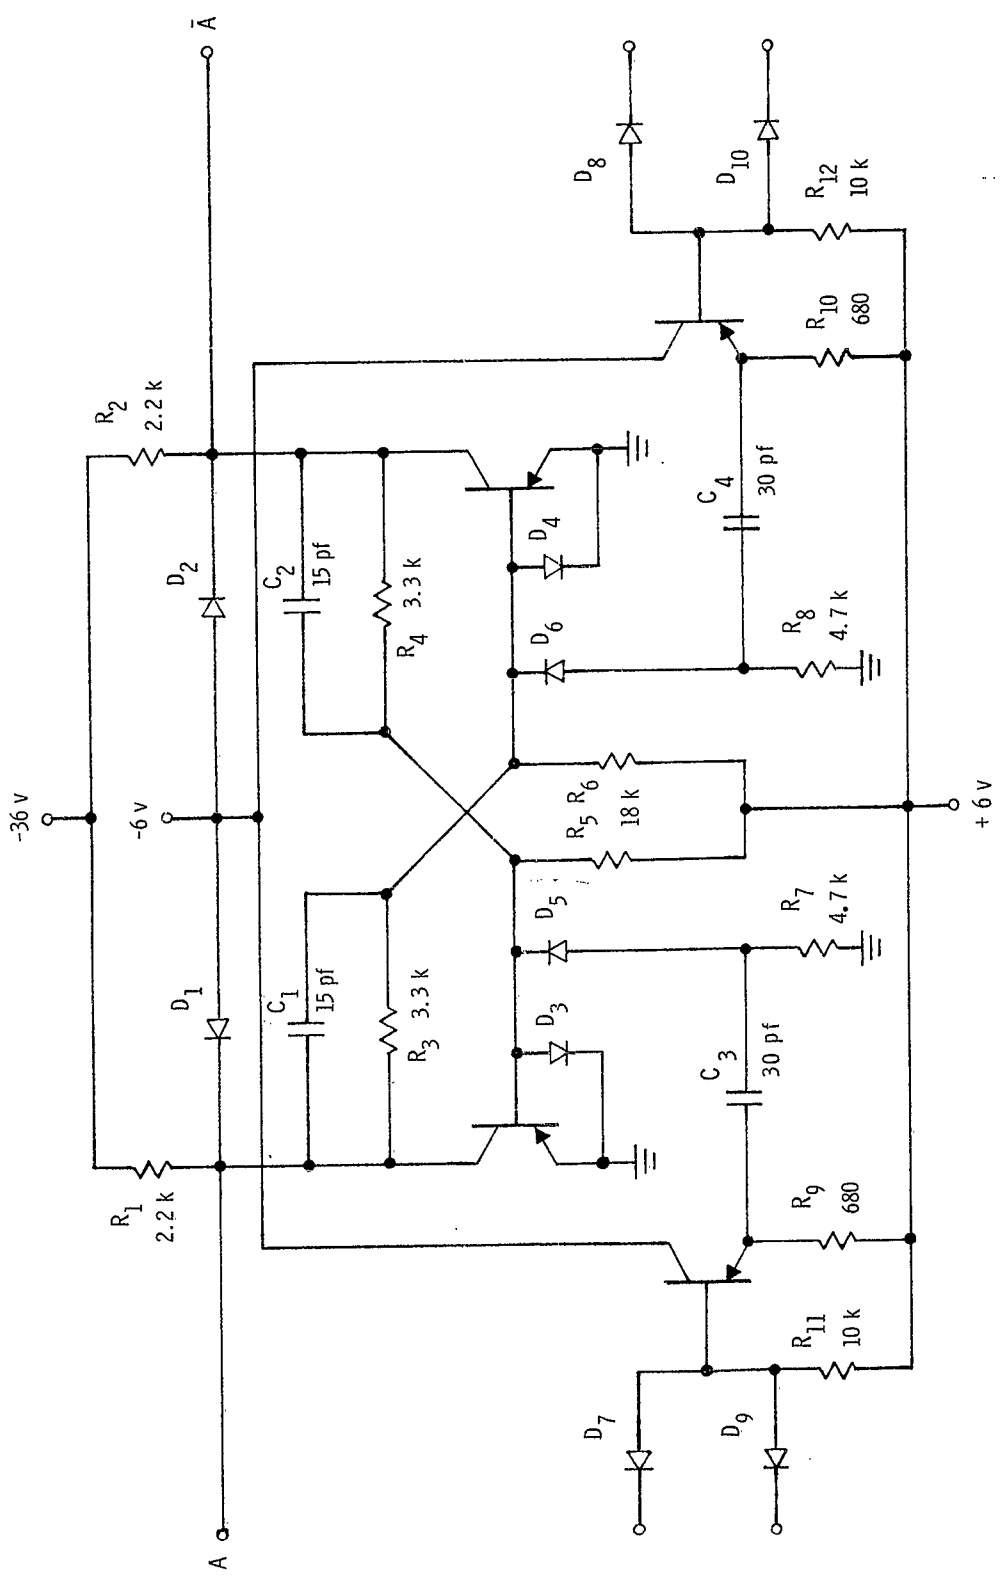 -36 v
R1
2.2 k
R2
2.2 k
-6 v
A
Ā
D1
D2
C1
15 pf
C2
15 pf
R3
3.3 k
R4
3.3 k
D3
D5
D6
D4
R5 R6
18 k
C3
30 pf
C4
30 pf
R7
4.7 k
R8
4.7 k
D7
D9
D8
D10
R11
10 k
R9
680
R10
680
R12
10 k
+ 6 v